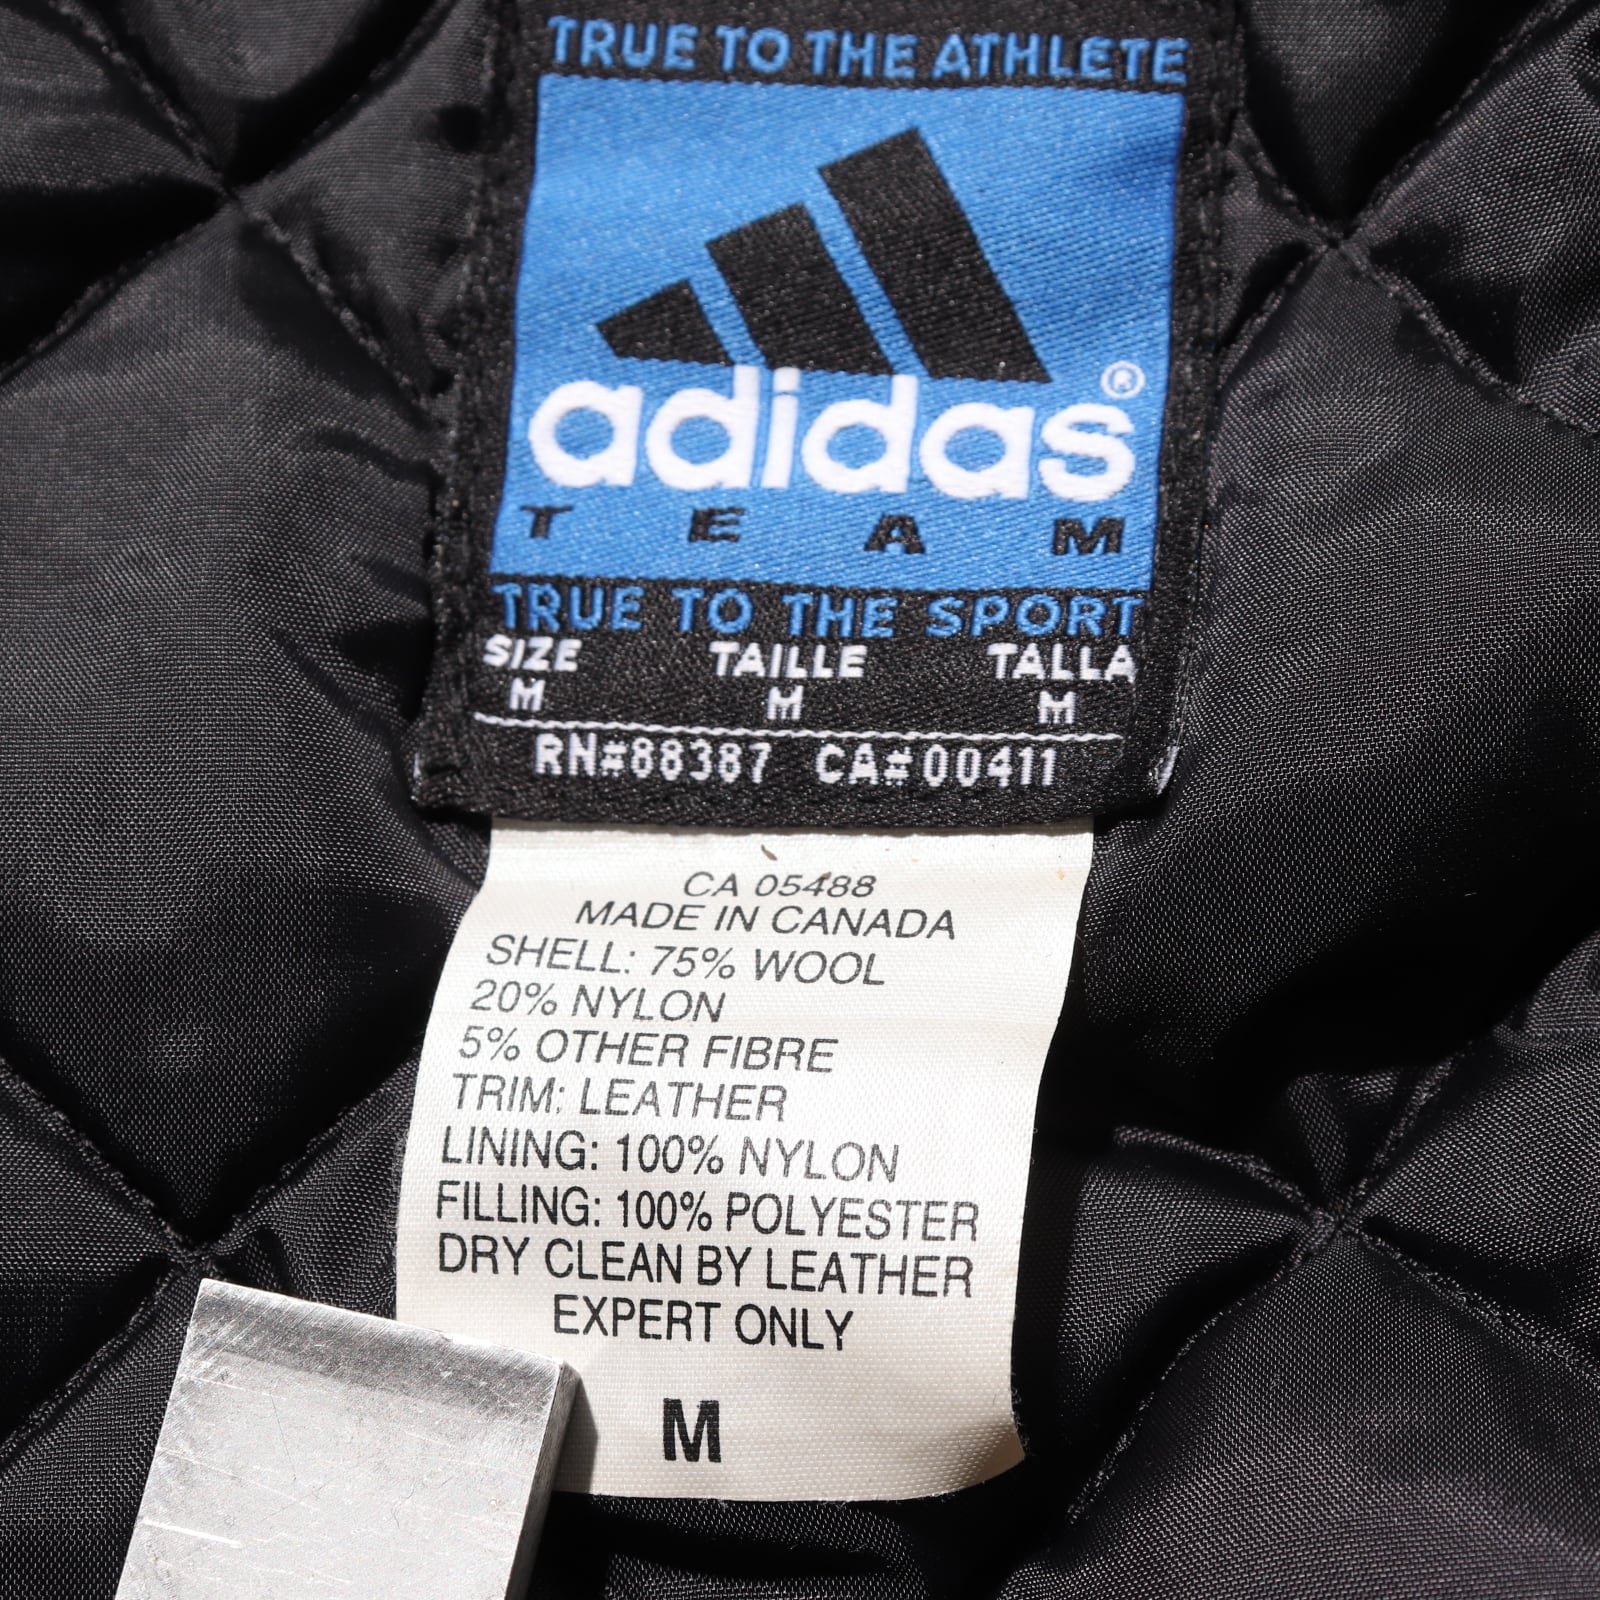 TRUE TO THE ATHLETE
adidas®
TEAM
TRUE TO THE SPORT
SIZE TAILLE TALLA
M M M
RN#88387 CA#00411
CA 05488
MADE IN CANADA
SHELL: 75% WOOL
20% NYLON
5% OTHER FIBRE
TRIM: LEATHER
LINING: 100% NYLON
FILLING: 100% POLYESTER
DRY CLEAN BY LEATHER
EXPERT ONLY
M